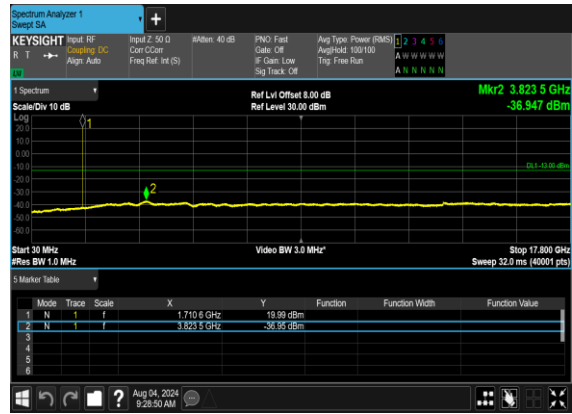 Spectrum Analyzer 1
Swept SA
+
KEYSIGHT Input: RF Input Z: 50 Ω #Atten: 40 dB PNO: Fast Avg Type: Power (RMS) 1 2 3 4 5 6
R T Coupling: DC Corr CCorr Gate: Off Avg|Hold: 100/100 A W W W W W
Align: Auto Freq Ref: Int (S) IF Gain: Low Trig: Free Run
Sig Track: Off A N N N N N
1 Spectrum Ref Lvl Offset 8.00 dB Mkr2 3.823 5 GHz
Scale/Div 10 dB Ref Level 30.00 dBm -36.947 dBm
Log
1
20.0
10.0
0.00
-10.0 DL1 -13.00 dBm
-20.0
-30.0 2
-40.0
-50.0
-60.0
Start 30 MHz Video BW 3.0 MHz* Stop 17.800 GHz
#Res BW 1.0 MHz Sweep 32.0 ms (40001 pts)
5 Marker Table
Mode Trace Scale X Y Function Function Width Function Value
1 N 1 f 1.710 6 GHz 19.99 dBm
2 N 1 f 3.823 5 GHz -36.95 dBm
3
4
5
6
? Aug 04, 2024
9:28:50 AM